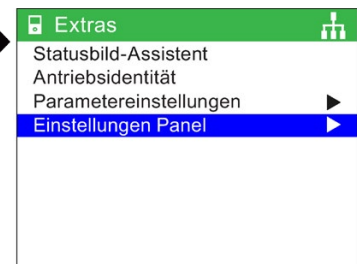 Extras
Statusbild-Assistent
Antriebsidentität
Parametereinstellungen
Einstellungen Panel